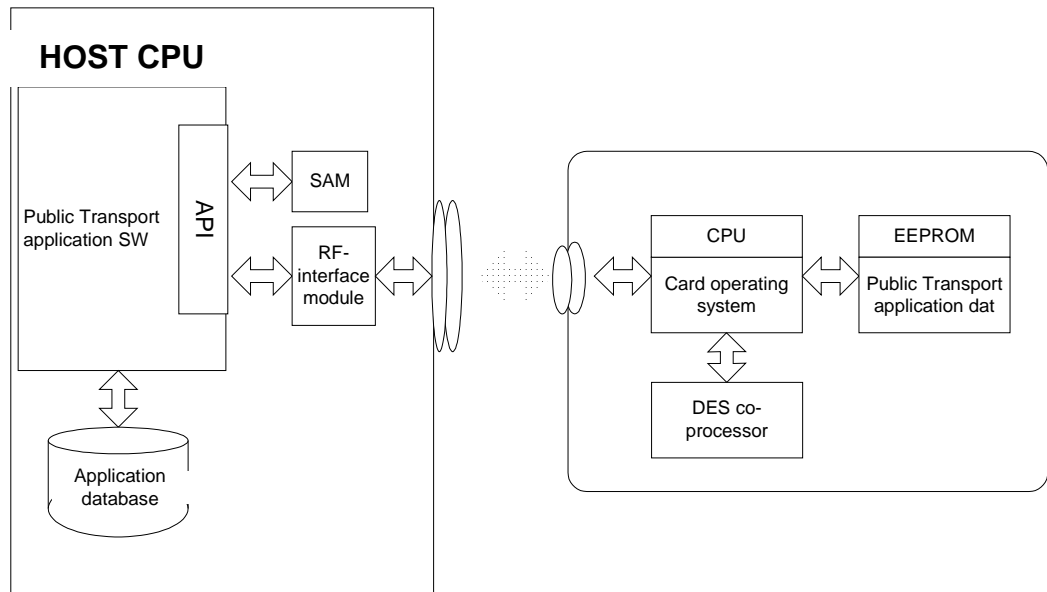 HOST CPU
Public Transport
application SW
API
SAM
RF-
interface
module
Application
database
CPU
Card operating
system
EEPROM
Public Transport
application dat
DES co-
processor